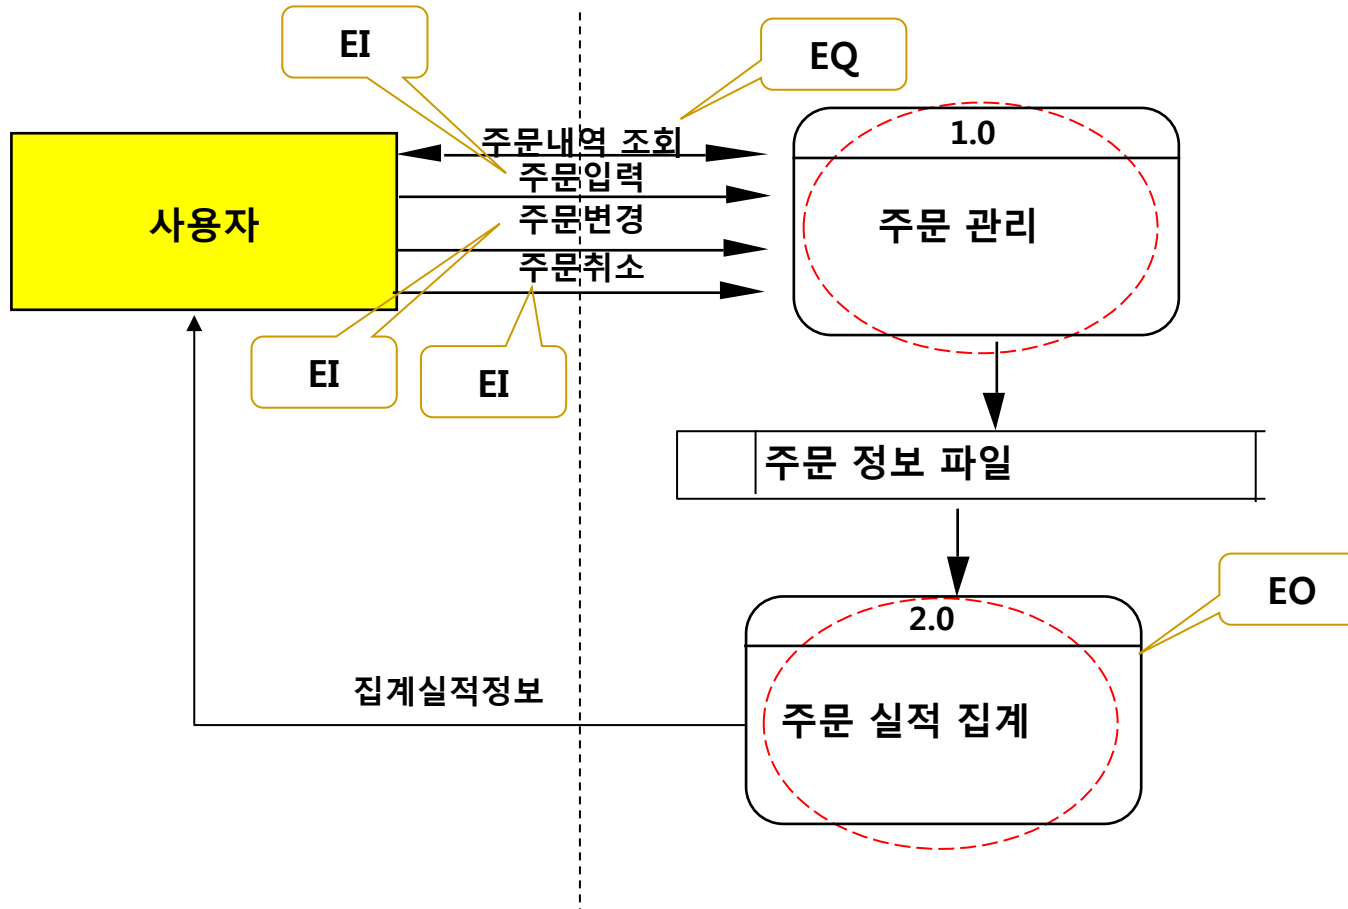 EI
EQ
주문내역 조회
1.0
주문입력
사용자
주문변경
주문 관리
주문취소
EI
EI
주문 정보 파일
EO
2.0
집계실적정보
주문 실적 집계